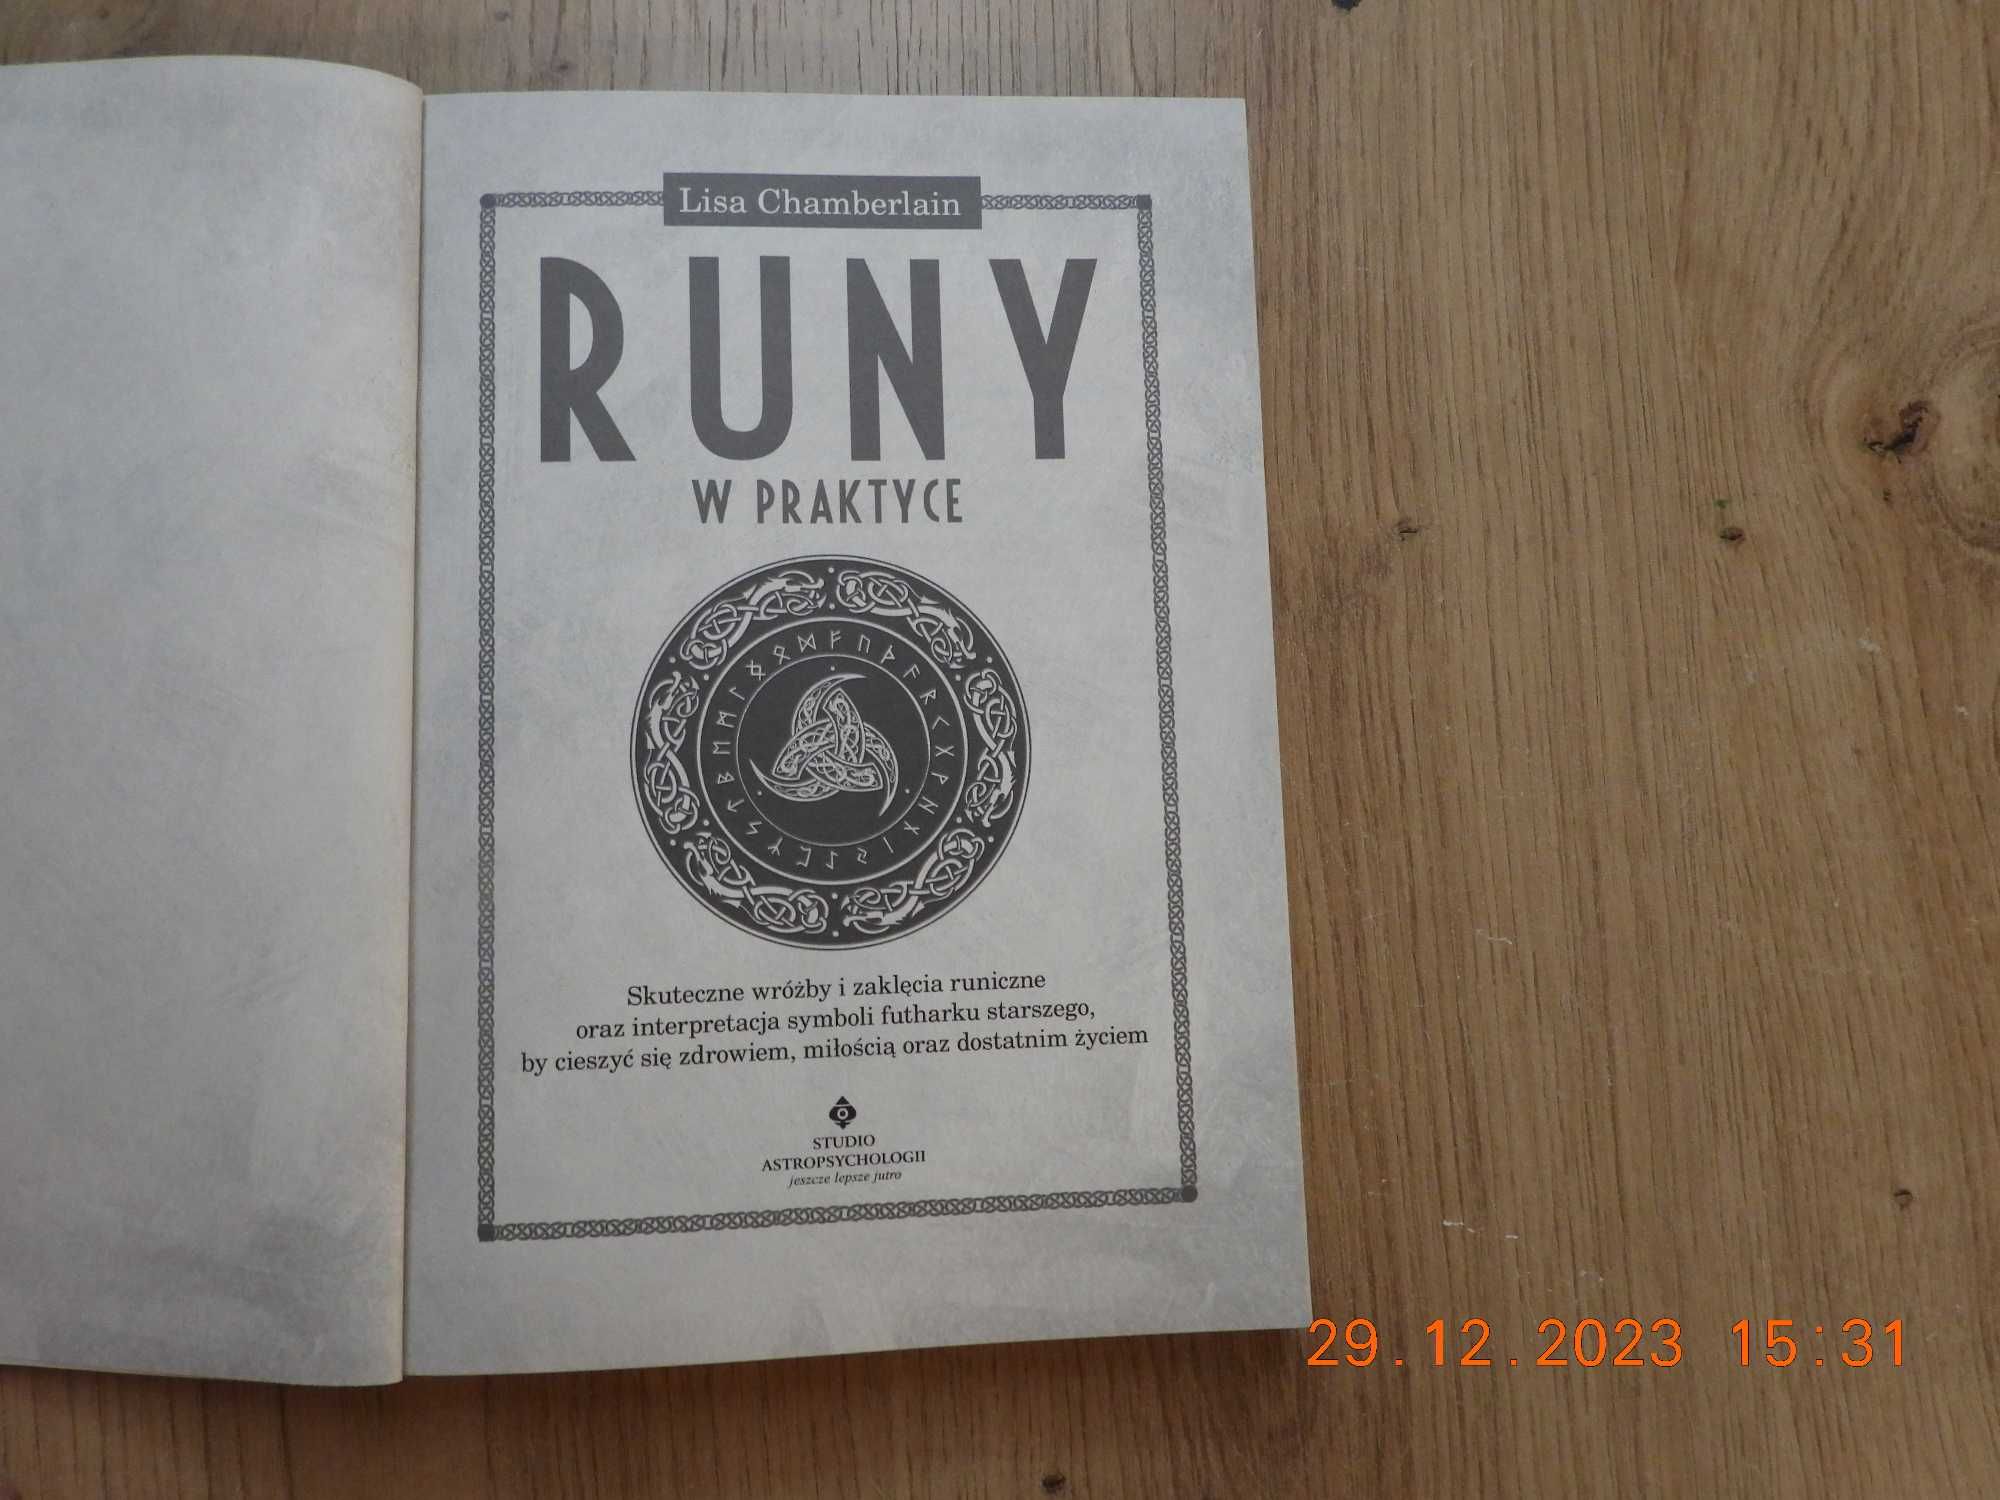 Lisa Chamberlain
RUNY
W PRAKTYCE
Skuteczne wróżby i zaklęcia runiczne
oraz interpretacja symboli futharku starszego,
by cieszyć się zdrowiem, miłością oraz dostatnim życiem
STUDIO
ASTROPSYCHOLOGII
jeszcze lepsze jutro
29.12.2023 15:31